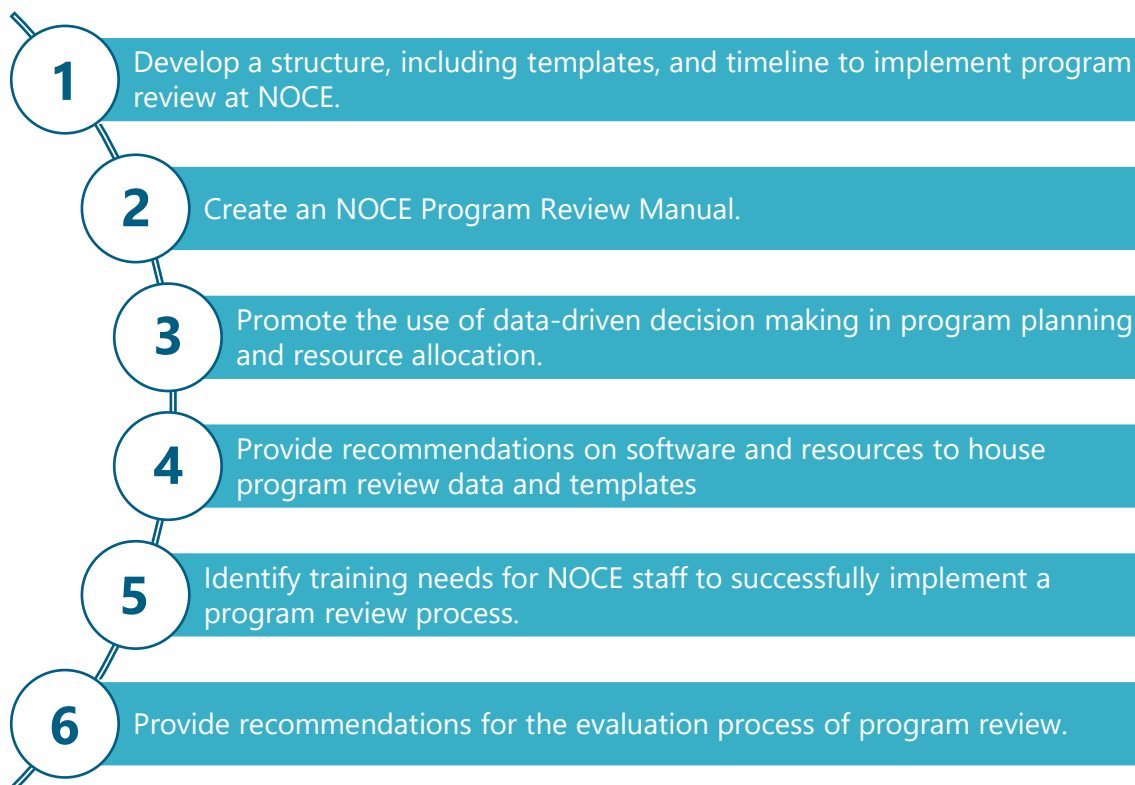 1
Develop a structure, including templates, and timeline to implement program
review at NOCE.
2
Create an NOCE Program Review Manual.
3
Promote the use of data-driven decision making in program planning
and resource allocation.
4
Provide recommendations on software and resources to house
program review data and templates
5
Identify training needs for NOCE staff to successfully implement a
program review process.
6
Provide recommendations for the evaluation process of program review.